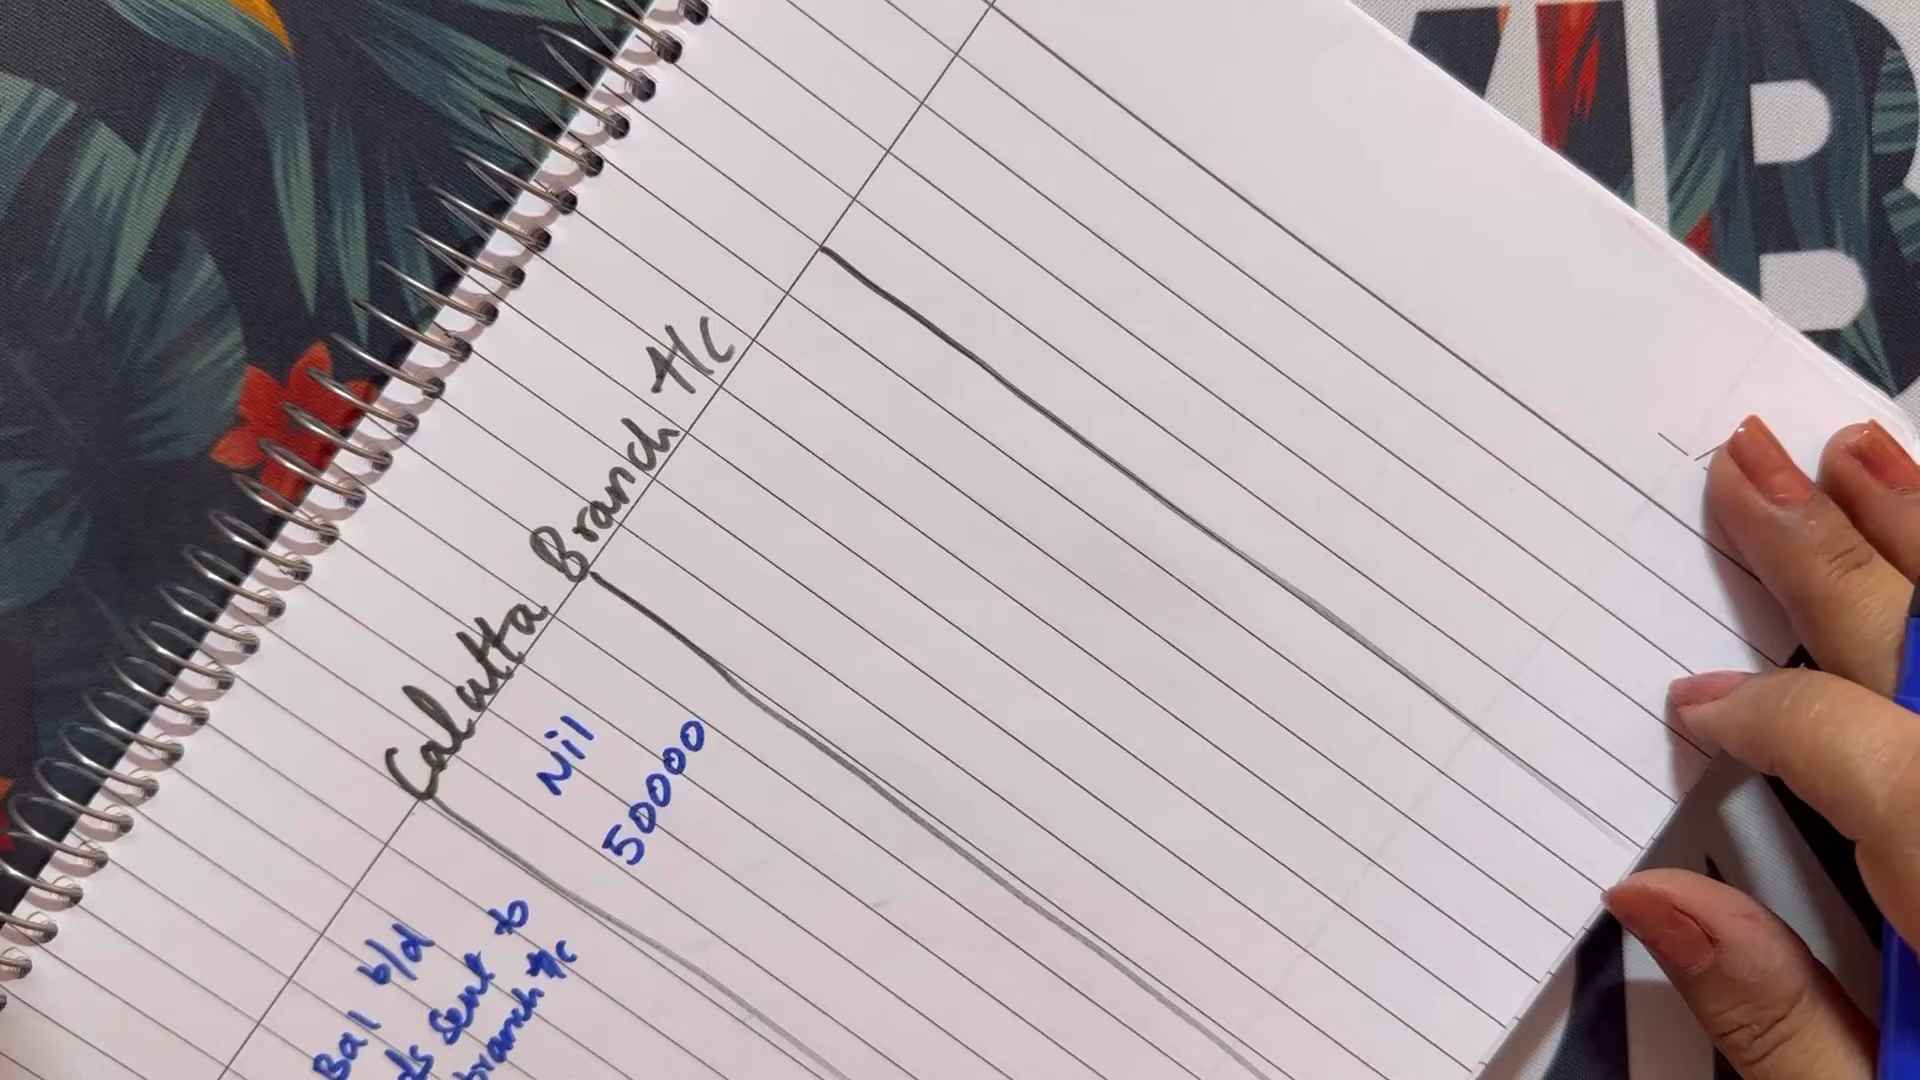 Calutta Branch A/C
Bal b/d Nil
ds sent to 50000
branch A/c
B